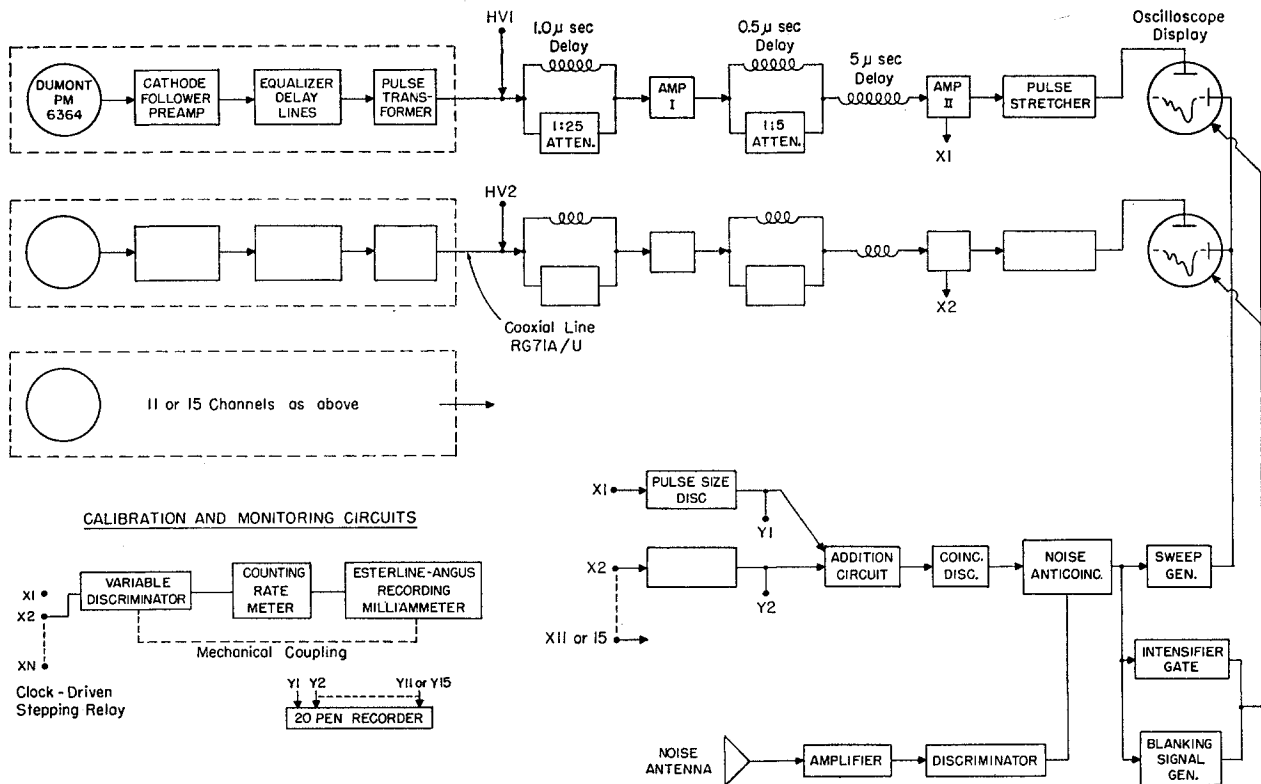 HV1
1.0 μ sec
Delay
0.5 μ sec
Delay
5 μ sec
Delay
Oscilloscope
Display
DUMONT
PM
6364
CATHODE
FOLLOWER
PREAMP
EQUALIZER
DELAY
LINES
PULSE
TRANS-
FORMER
1:25
ATTEN.
AMP
I
1:5
ATTEN.
AMP
II
X1
PULSE
STRETCHER
HV2
X2
Coaxial Line
RG71A/U
11 or 15 Channels as above
CALIBRATION AND MONITORING CIRCUITS
X1
X2
XN
Clock-Driven
Stepping Relay
VARIABLE
DISCRIMINATOR
COUNTING
RATE
METER
ESTERLINE-ANGUS
RECORDING
MILLIAMMETER
Mechanical Coupling
Y1 Y2 Y11 or Y15
20 PEN RECORDER
X1
PULSE SIZE
DISC
Y1
X2
Y2
X11 or 15
ADDITION
CIRCUIT
COINC.
DISC.
NOISE
ANTICOINC.
SWEEP
GEN.
INTENSIFIER
GATE
BLANKING
SIGNAL
GEN.
NOISE
ANTENNA
AMPLIFIER
DISCRIMINATOR